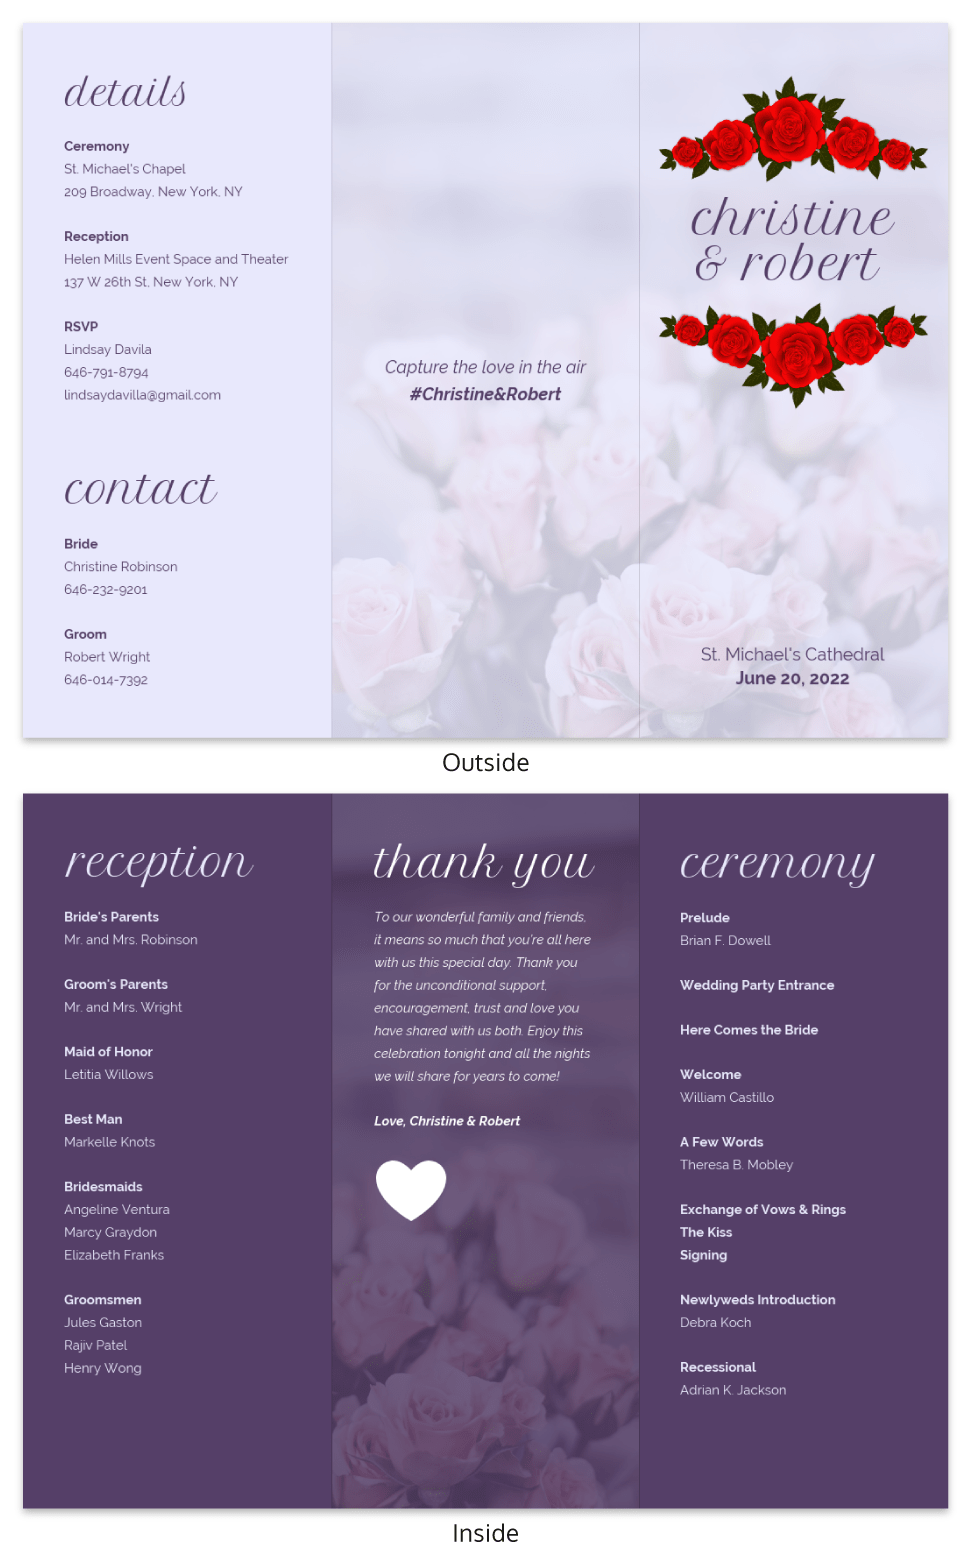 details
Ceremony
St. Michael's Chapel
209 Broadway, New York, NY
Reception
Helen Mills Event Space and Theater
137 W 26th St, New York, NY
RSVP
Lindsay Davila
646-791-8794
lindsaydavilla@gmail.com
contact
Bride
Christine Robinson
646-232-9201
Groom
Robert Wright
646-014-7392
Capture the love in the air
#Christine&Robert
christine
& robert
St. Michael's Cathedral
June 20, 2022
Outside
reception
Bride's Parents
Mr. and Mrs. Robinson
Groom's Parents
Mr. and Mrs. Wright
Maid of Honor
Letitia Willows
Best Man
Markelle Knots
Bridesmaids
Angeline Ventura
Marcy Graydon
Elizabeth Franks
Groomsmen
Jules Gaston
Rajiv Patel
Henry Wong
thank you
To our wonderful family and friends,
it means so much that you're all here
with us this special day. Thank you
for the unconditional support,
encouragement, trust and love you
have shared with us both. Enjoy this
celebration tonight and all the nights
we will share for years to come!
Love, Christine & Robert
ceremony
Prelude
Brian F. Dowell
Wedding Party Entrance
Here Comes the Bride
Welcome
William Castillo
A Few Words
Theresa B. Mobley
Exchange of Vows & Rings
The Kiss
Signing
Newlyweds Introduction
Debra Koch
Recessional
Adrian K. Jackson
Inside